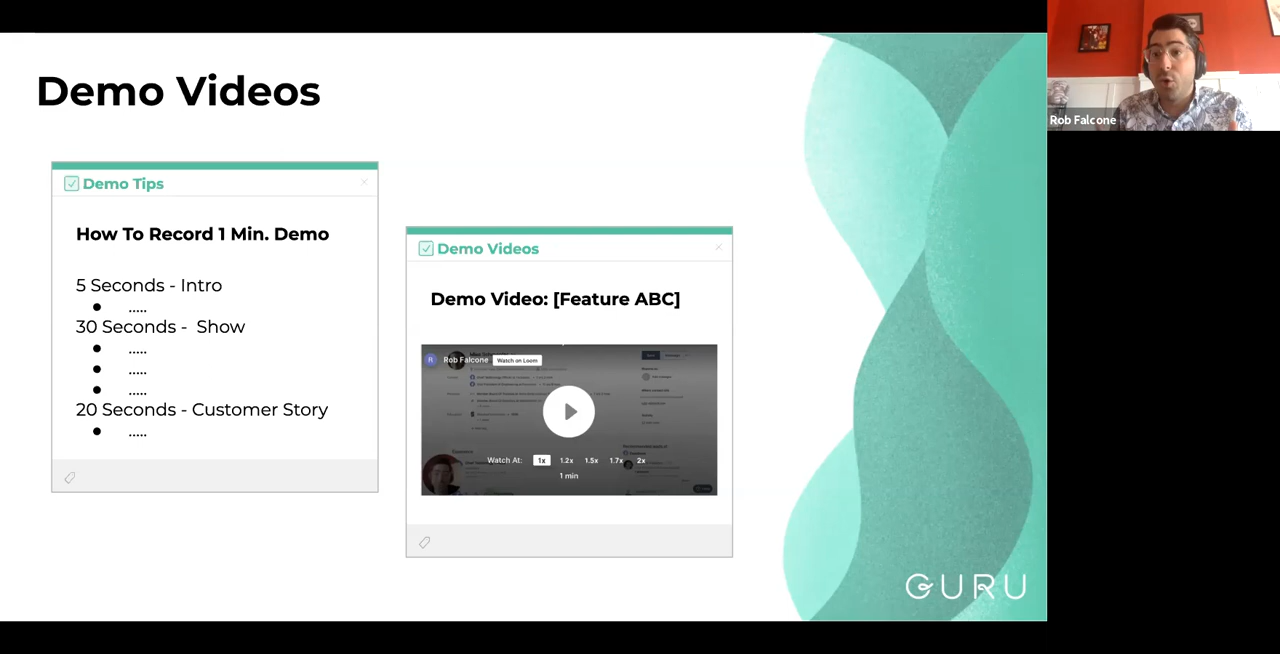 Demo Videos
Demo Tips
How To Record 1 Min. Demo
5 Seconds - Intro
• .....
30 Seconds - Show
• .....
• .....
• .....
20 Seconds - Customer Story
• .....
Demo Videos
Demo Video: [Feature ABC]
R Rob Falcone Watch on Loom
Watch At: 1x 1.2x 1.5x 1.7x 2x
1 min
GURU
Rob Falcone